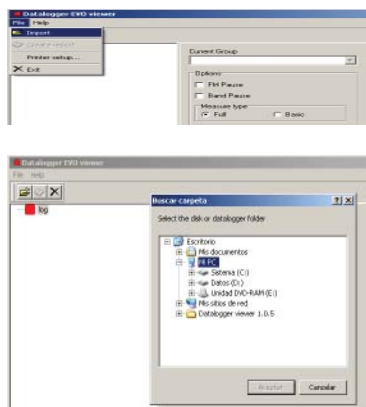 Datalogger EVO viewer
File Help
Import
Create report
Printer setup...
Exit
Current Group
Options
FM Pause
Band Pause
Measure type
Full
Basic
Datalogger EVO viewer
File Help
log
Buscar carpeta
Select the disk or datalogger folder
Escritorio
Mis documentos
Mi PC
Sistema (C:)
Datos (D:)
Unidad DVD-RAM (E:)
Mis sitios de red
Datalogger viewer 1.0.5
Aceptar
Cancelar